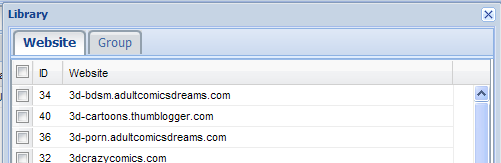 Library
Website Group
ID Website
34 3d-bdsm.adultcomicsdreams.com
40 3d-cartoons.thumblogger.com
36 3d-porn.adultcomicsdreams.com
32 3dcrazycomics.com